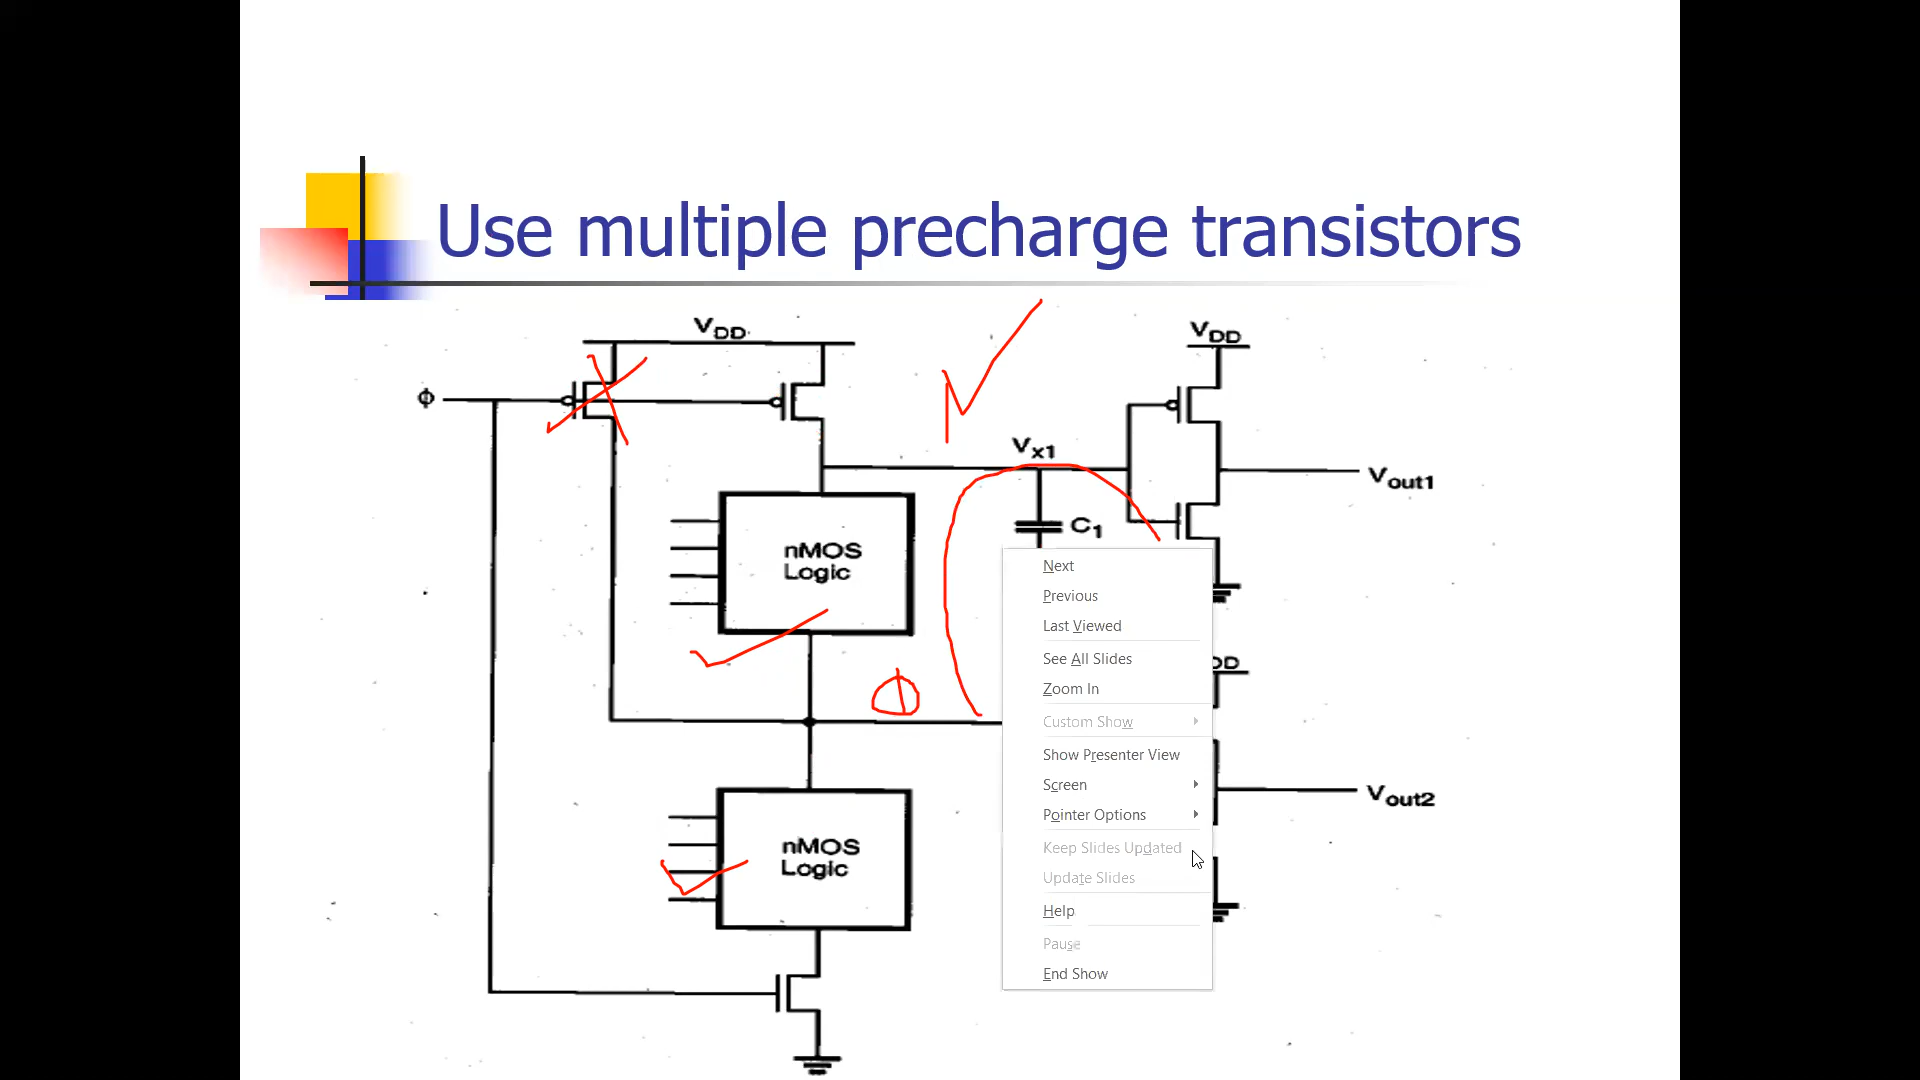 Use multiple precharge transistors
VDD
VDD
Φ
Vx1
Vout1
C1
nMOS
Logic
Next
Previous
Last Viewed
See All Slides
DD
Zoom In
Φ
Custom Show
Show Presenter View
Screen
Vout2
Pointer Options
nMOS
Logic
Keep Slides Updated
Update Slides
Help
Pause
End Show